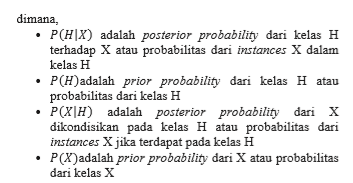 dimana,
• P(H|X) adalah posterior probability dari kelas H
terhadap X atau probabilitas dari instances X dalam
kelas H
• P(H)adalah prior probability dari kelas H atau
probabilitas dari kelas H
• P(X|H) adalah posterior probability dari X
dikondisikan pada kelas H atau probabilitas dari
instances X jika terdapat pada kelas H
• P(X)adalah prior probability dari X atau probabilitas
dari kelas X